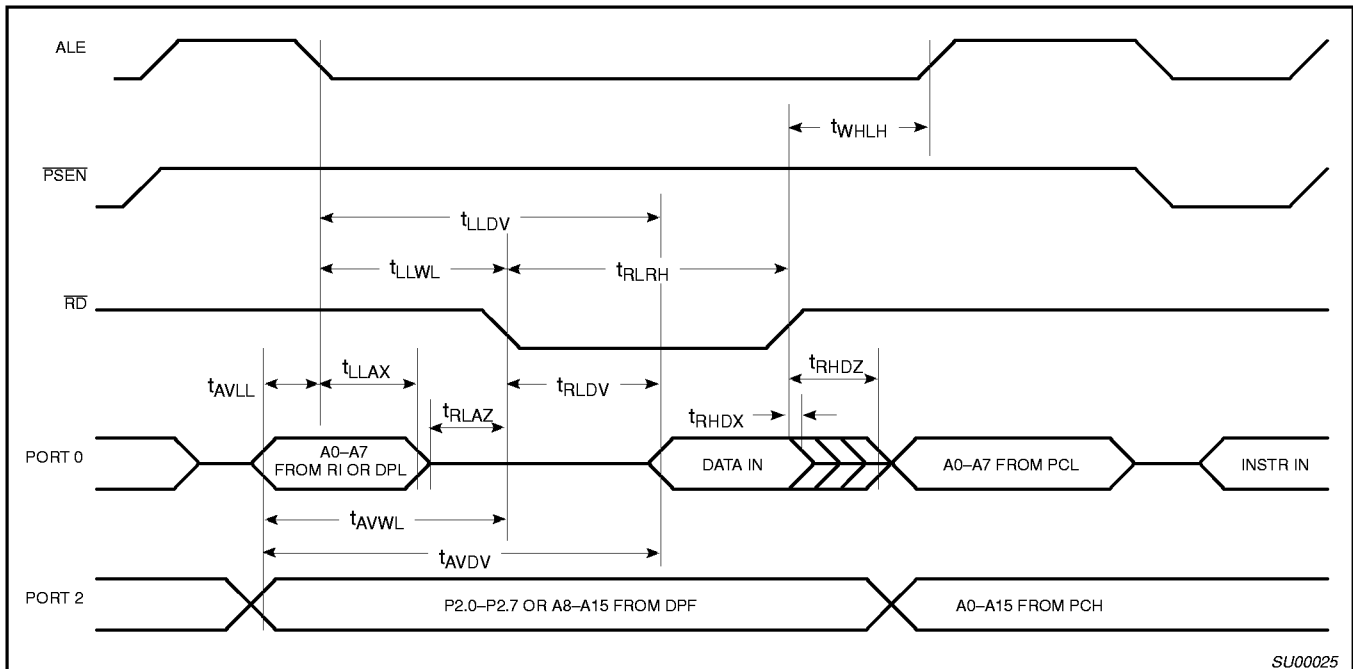 ALE
tWHLH
PSEN
tLLDV
tLLWL
tRLRH
RD
tAVLL
tLLAX
tRLAZ
tRLDV
tRHDZ
tRHDX
PORT 0
A0–A7
FROM RI OR DPL
DATA IN
A0–A7 FROM PCL
INSTR IN
tAVWL
tAVDV
PORT 2
P2.0–P2.7 OR A8–A15 FROM DPF
A0–A15 FROM PCH
SU00025